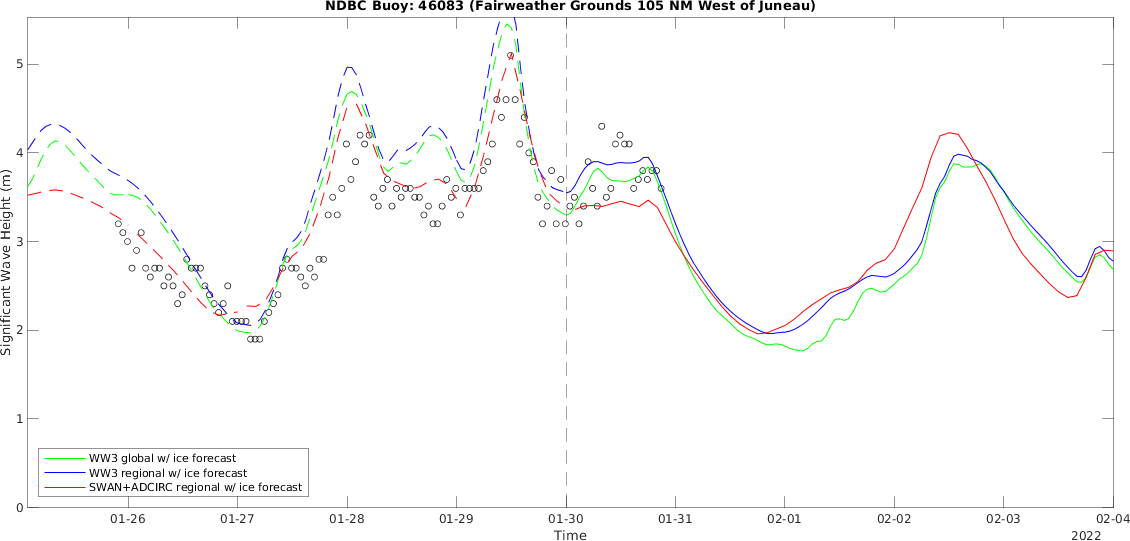 NDBC Buoy: 46083 (Fairweather Grounds 105 NM West of Juneau)
Significant Wave Height (m)
5
4
3
2
1
0
WW3 global w/ ice forecast
WW3 regional w/ ice forecast
SWAN+ADCIRC regional w/ ice forecast
01-26 01-27 01-28 01-29 01-30 01-31 02-01 02-02 02-03 02-04
Time
2022